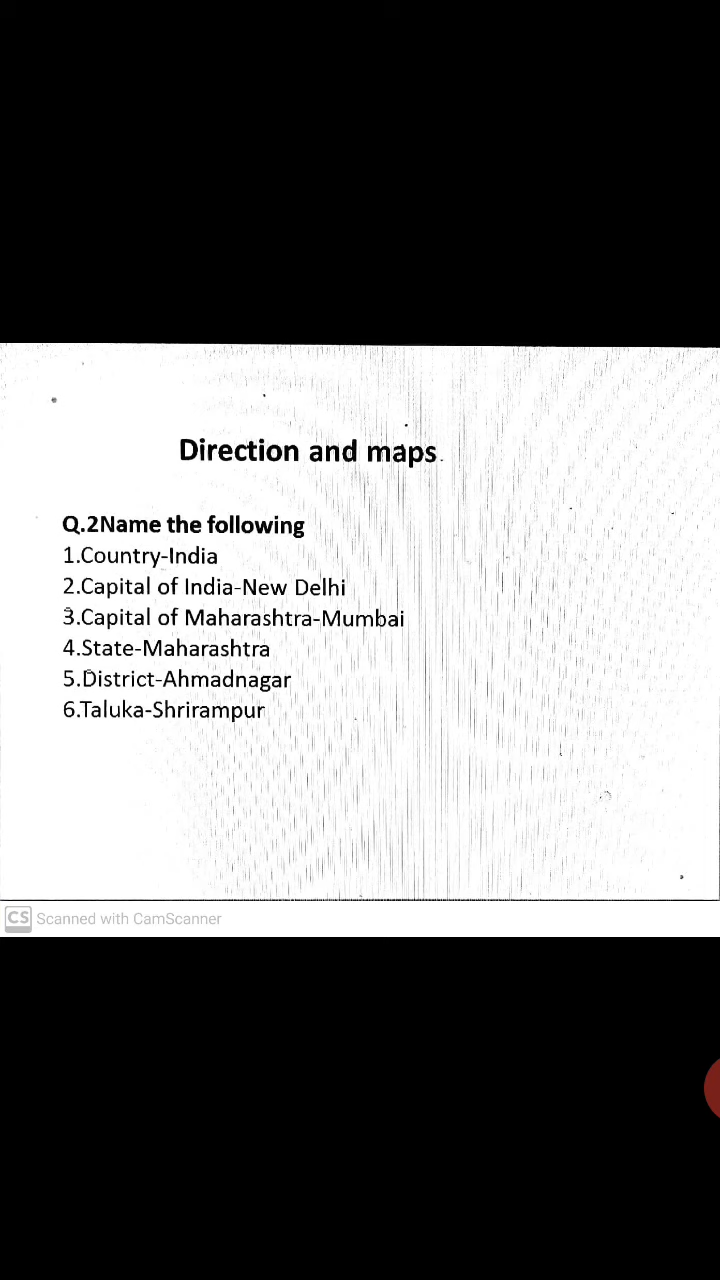 Direction and maps.
Q.2Name the following
1.Country-India
2.Capital of India-New Delhi
3.Capital of Maharashtra-Mumbai
4.State-Maharashtra
5.District-Ahmadnagar
6.Taluka-Shrirampur
CS Scanned with CamScanner